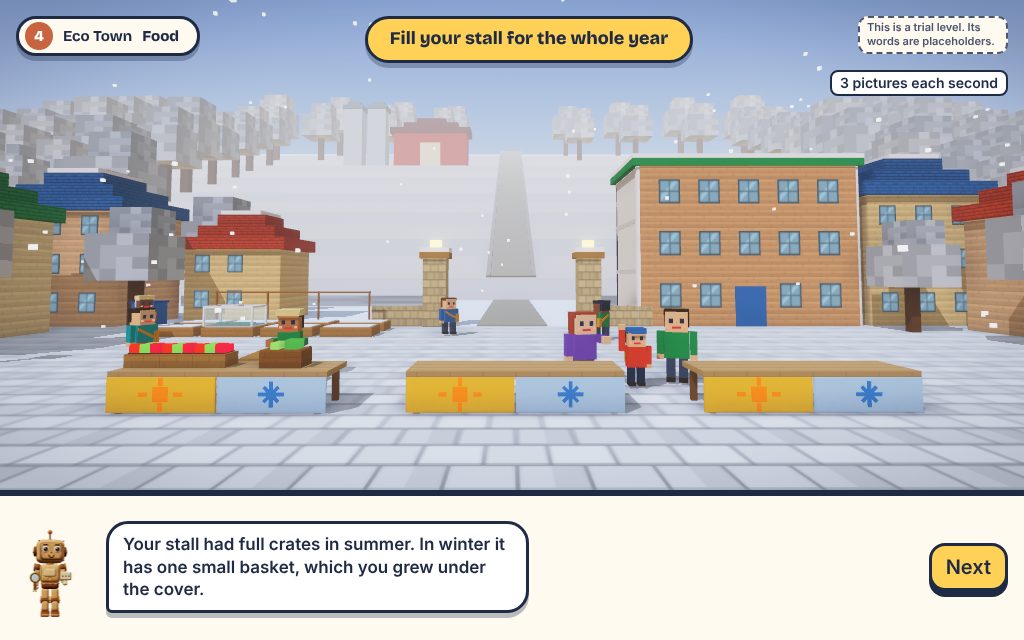 4 Eco Town Food
Fill your stall for the whole year
This is a trial level. Its
words are placeholders.
3 pictures each second
Your stall had full crates in summer. In winter it
has one small basket, which you grew under
the cover.
Next